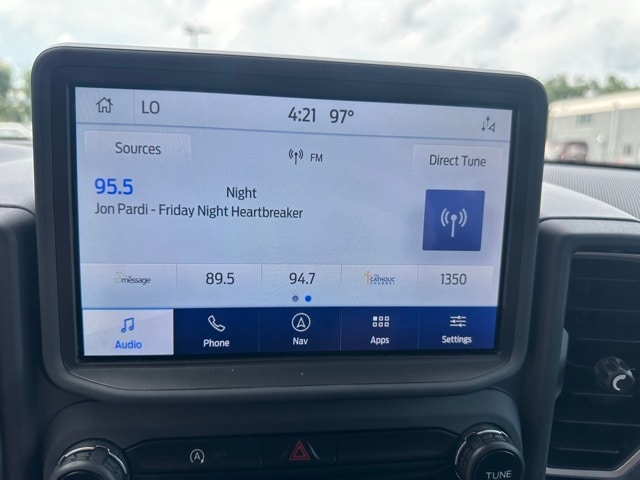 LO 4:21 97°
Sources
FM
Direct Tune
95.5
Night
Jon Pardi - Friday Night Heartbreaker
message 89.5 94.7 CATHOLIC 1350
Audio Phone Nav Apps Settings
A
TUNE